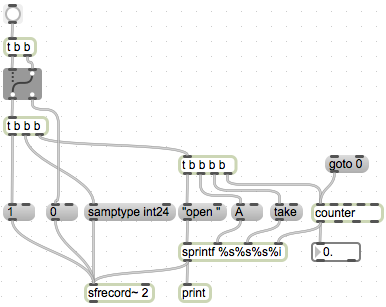 t b b
t b b b
t b b b b
goto 0
1
0
samptype int24
"open "
A
take
counter
sprintf %s%s%s%i
0.
sfrecord~ 2
print